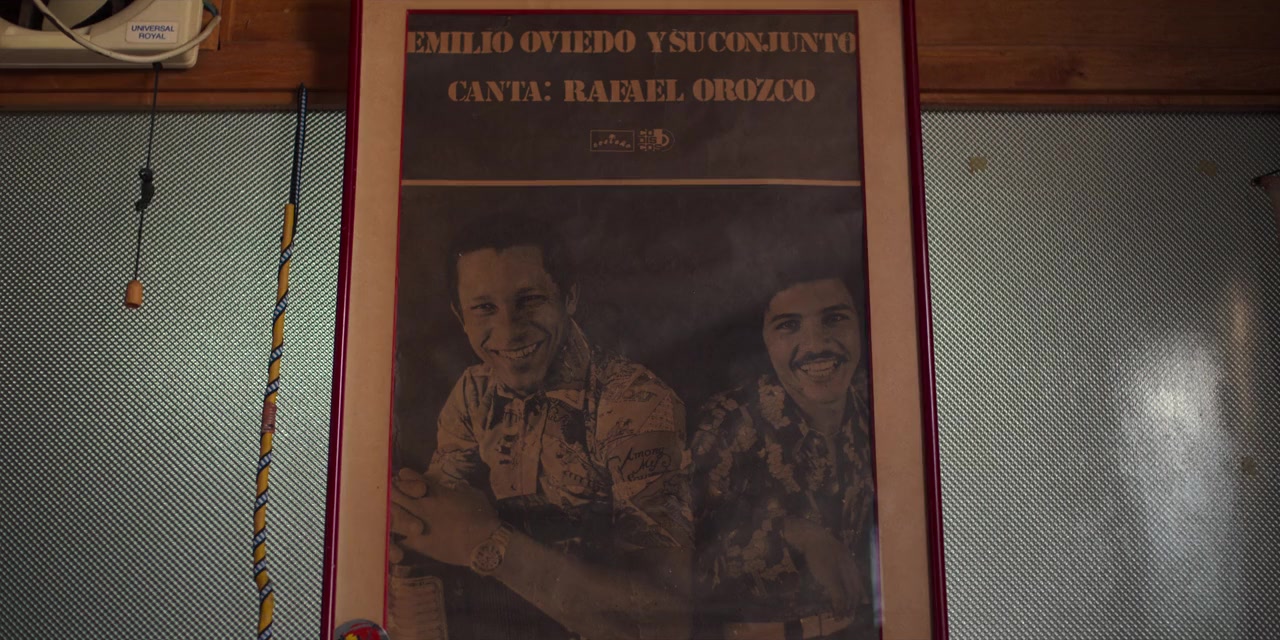 UNIVERSAL
ROYAL
EMILIO OVIEDO Y SU CONJUNTO
CANTA: RAFAEL OROZCO